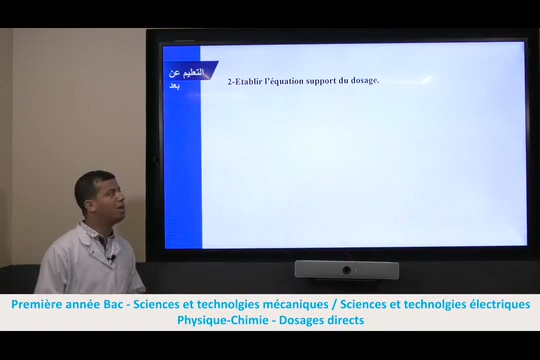 التعليم عن
بعد
2-Etablir l’équation support du dosage.
Première année Bac - Sciences et technolgies mécaniques / Sciences et technolgies électriques
Physique-Chimie - Dosages directs